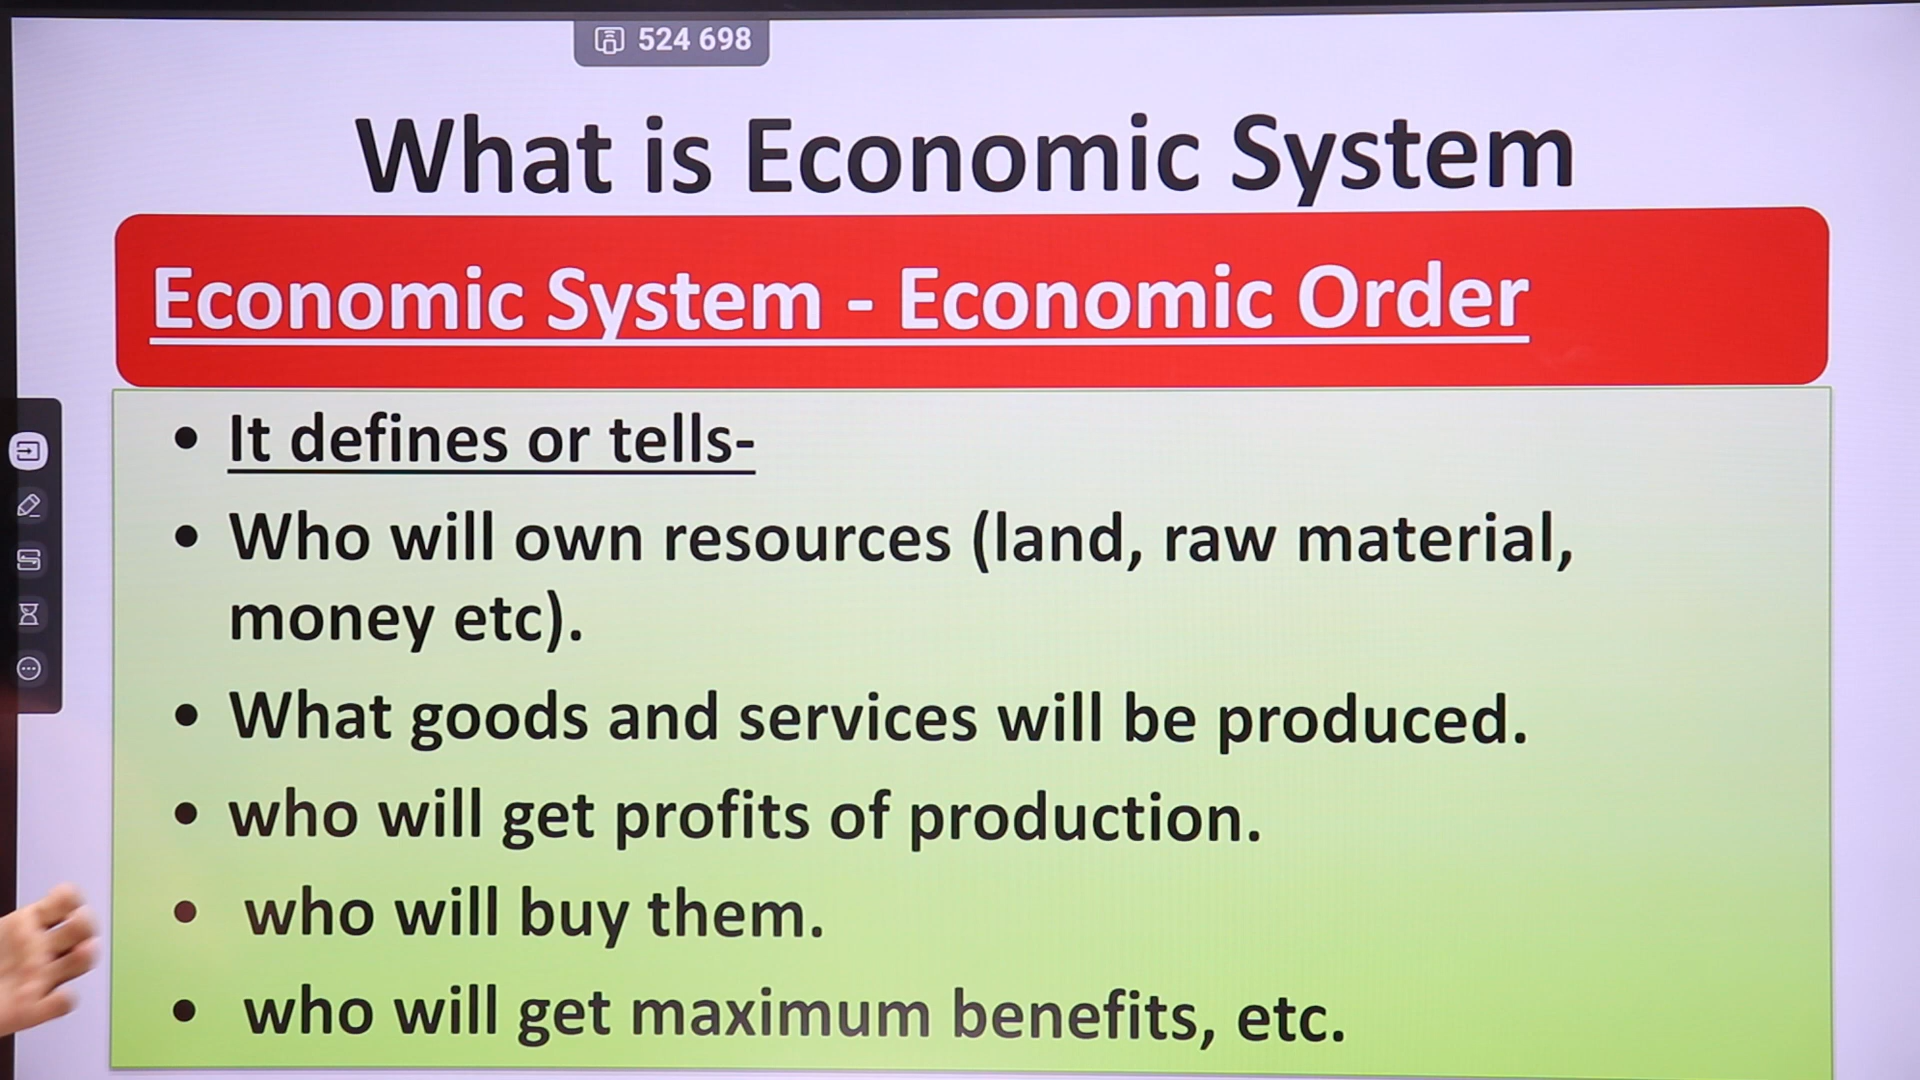 524 698
What is Economic System
Economic System - Economic Order
• It defines or tells-
• Who will own resources (land, raw material,
money etc).
• What goods and services will be produced.
• who will get profits of production.
• who will buy them.
• who will get maximum benefits, etc.